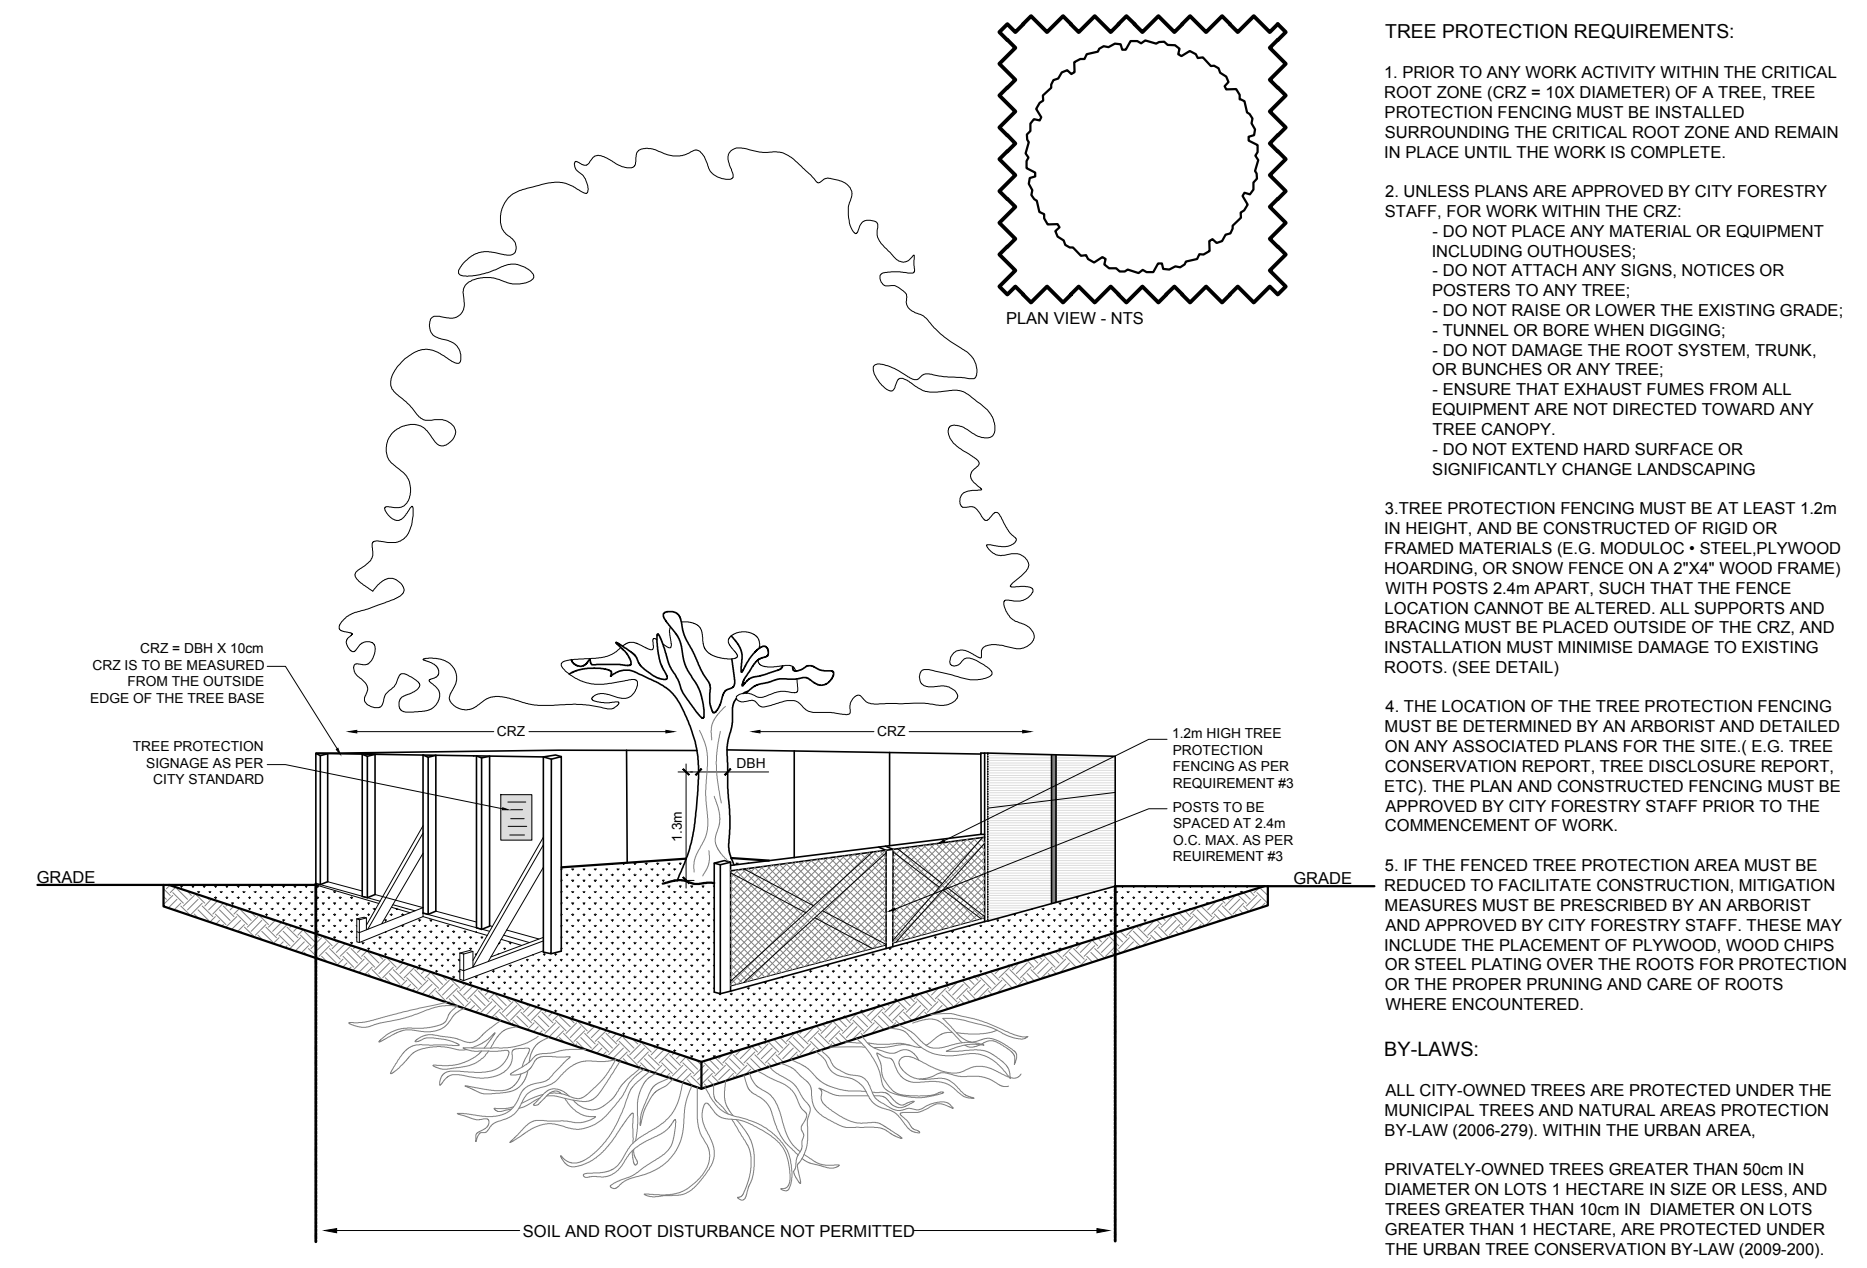 PLAN VIEW - NTS
CRZ = DBH X 10cm
CRZ IS TO BE MEASURED
FROM THE OUTSIDE
EDGE OF THE TREE BASE
TREE PROTECTION
SIGNAGE AS PER
CITY STANDARD
CRZ
CRZ
DBH
1.3m
1.2m HIGH TREE
PROTECTION
FENCING AS PER
REQUIREMENT #3
POSTS TO BE
SPACED AT 2.4m
O.C. MAX. AS PER
REUIREMENT #3
GRADE
GRADE
SOIL AND ROOT DISTURBANCE NOT PERMITTED
TREE PROTECTION REQUIREMENTS:
1. PRIOR TO ANY WORK ACTIVITY WITHIN THE CRITICAL
ROOT ZONE (CRZ = 10X DIAMETER) OF A TREE, TREE
PROTECTION FENCING MUST BE INSTALLED
SURROUNDING THE CRITICAL ROOT ZONE AND REMAIN
IN PLACE UNTIL THE WORK IS COMPLETE.
2. UNLESS PLANS ARE APPROVED BY CITY FORESTRY
STAFF, FOR WORK WITHIN THE CRZ:
- DO NOT PLACE ANY MATERIAL OR EQUIPMENT
INCLUDING OUTHOUSES;
- DO NOT ATTACH ANY SIGNS, NOTICES OR
POSTERS TO ANY TREE;
- DO NOT RAISE OR LOWER THE EXISTING GRADE;
- TUNNEL OR BORE WHEN DIGGING;
- DO NOT DAMAGE THE ROOT SYSTEM, TRUNK,
OR BUNCHES OR ANY TREE;
- ENSURE THAT EXHAUST FUMES FROM ALL
EQUIPMENT ARE NOT DIRECTED TOWARD ANY
TREE CANOPY.
- DO NOT EXTEND HARD SURFACE OR
SIGNIFICANTLY CHANGE LANDSCAPING
3.TREE PROTECTION FENCING MUST BE AT LEAST 1.2m
IN HEIGHT, AND BE CONSTRUCTED OF RIGID OR
FRAMED MATERIALS (E.G. MODULOC • STEEL,PLYWOOD
HOARDING, OR SNOW FENCE ON A 2"X4" WOOD FRAME)
WITH POSTS 2.4m APART, SUCH THAT THE FENCE
LOCATION CANNOT BE ALTERED. ALL SUPPORTS AND
BRACING MUST BE PLACED OUTSIDE OF THE CRZ, AND
INSTALLATION MUST MINIMISE DAMAGE TO EXISTING
ROOTS. (SEE DETAIL)
4. THE LOCATION OF THE TREE PROTECTION FENCING
MUST BE DETERMINED BY AN ARBORIST AND DETAILED
ON ANY ASSOCIATED PLANS FOR THE SITE.( E.G. TREE
CONSERVATION REPORT, TREE DISCLOSURE REPORT,
ETC). THE PLAN AND CONSTRUCTED FENCING MUST BE
APPROVED BY CITY FORESTRY STAFF PRIOR TO THE
COMMENCEMENT OF WORK.
5. IF THE FENCED TREE PROTECTION AREA MUST BE
REDUCED TO FACILITATE CONSTRUCTION, MITIGATION
MEASURES MUST BE PRESCRIBED BY AN ARBORIST
AND APPROVED BY CITY FORESTRY STAFF. THESE MAY
INCLUDE THE PLACEMENT OF PLYWOOD, WOOD CHIPS
OR STEEL PLATING OVER THE ROOTS FOR PROTECTION
OR THE PROPER PRUNING AND CARE OF ROOTS
WHERE ENCOUNTERED.
BY-LAWS:
ALL CITY-OWNED TREES ARE PROTECTED UNDER THE
MUNICIPAL TREES AND NATURAL AREAS PROTECTION
BY-LAW (2006-279). WITHIN THE URBAN AREA,
PRIVATELY-OWNED TREES GREATER THAN 50cm IN
DIAMETER ON LOTS 1 HECTARE IN SIZE OR LESS, AND
TREES GREATER THAN 10cm IN DIAMETER ON LOTS
GREATER THAN 1 HECTARE, ARE PROTECTED UNDER
THE URBAN TREE CONSERVATION BY-LAW (2009-200).